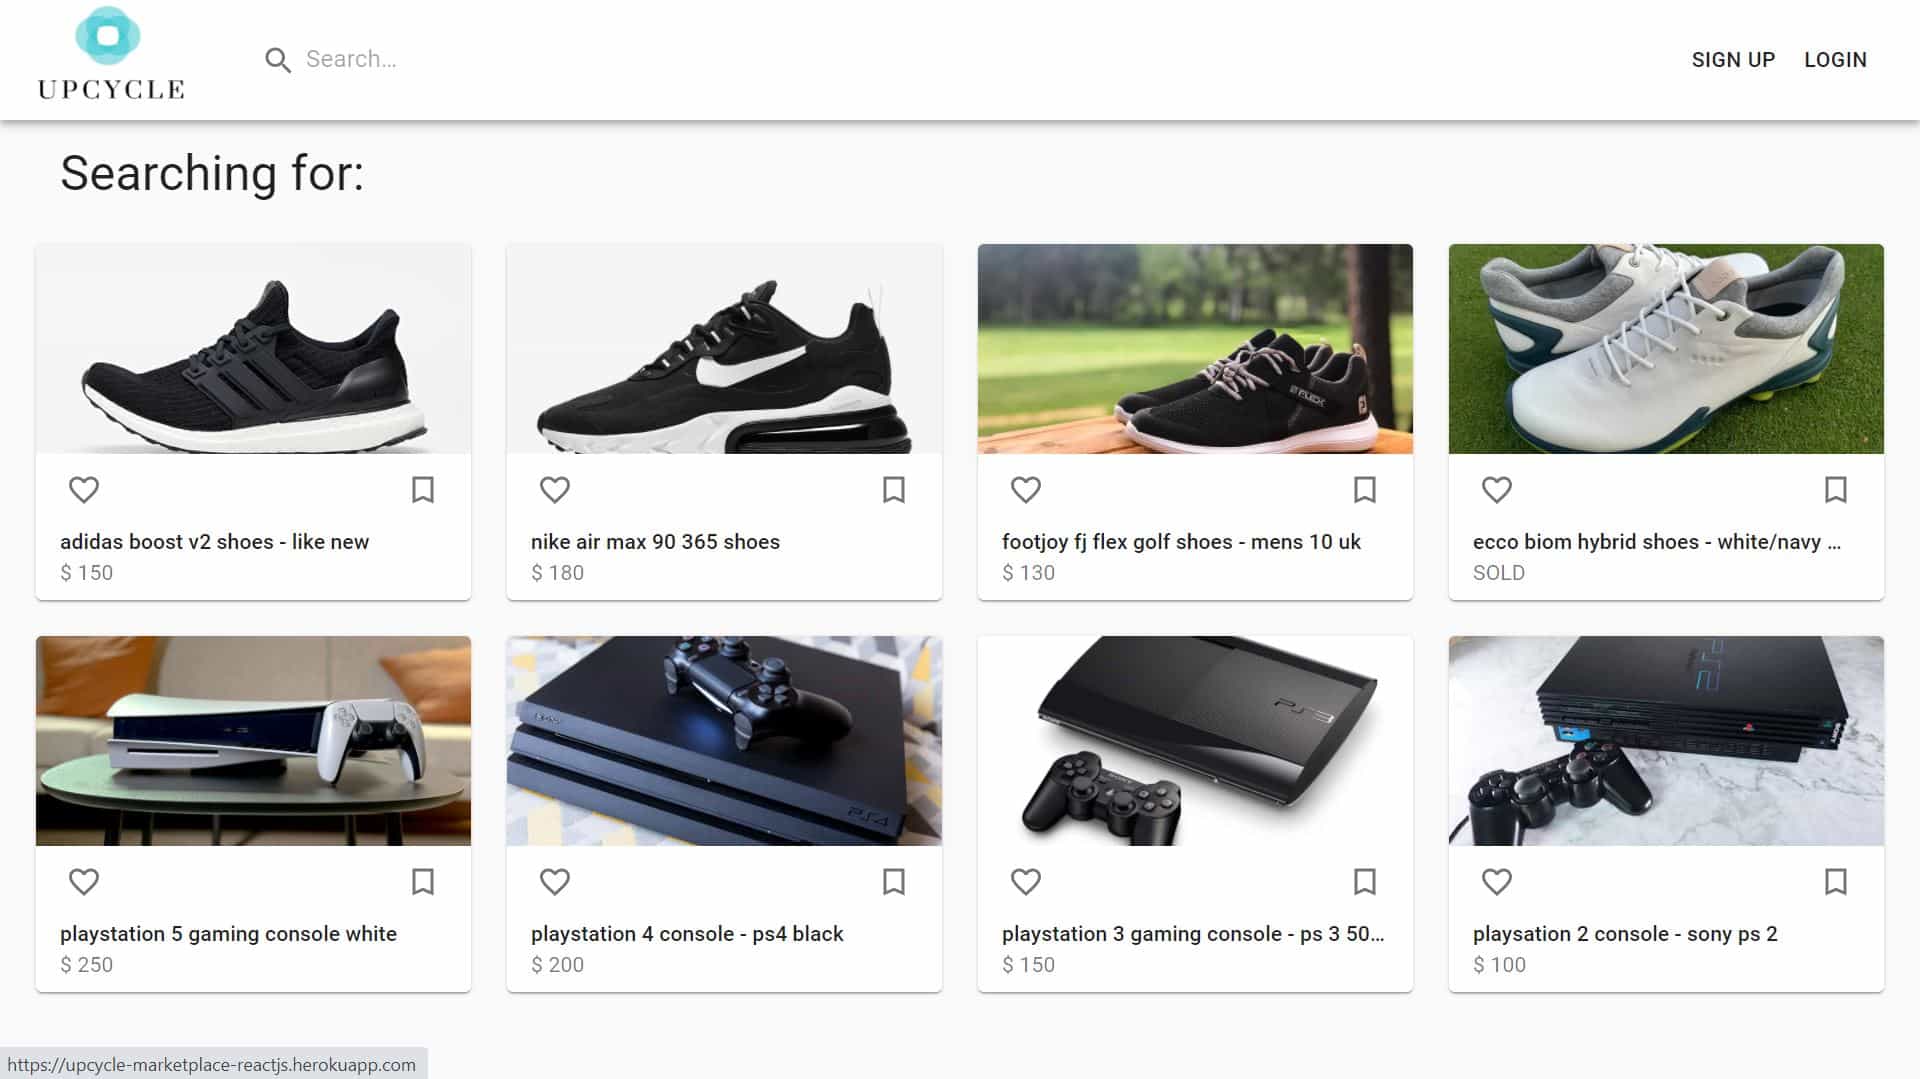 UPCYCLE
Search...
SIGN UP
LOGIN
Searching for:
FLEX
adidas boost v2 shoes - like new
$ 150
nike air max 90 365 shoes
$ 180
footjoy fj flex golf shoes - mens 10 uk
$ 130
ecco biom hybrid shoes - white/navy ...
SOLD
SONY
PS4
PS3
SONY
PS2
playstation 5 gaming console white
$ 250
playstation 4 console - ps4 black
$ 200
playstation 3 gaming console - ps 3 50...
$ 150
playsation 2 console - sony ps 2
$ 100
https://upcycle-marketplace-reactjs.herokuapp.com